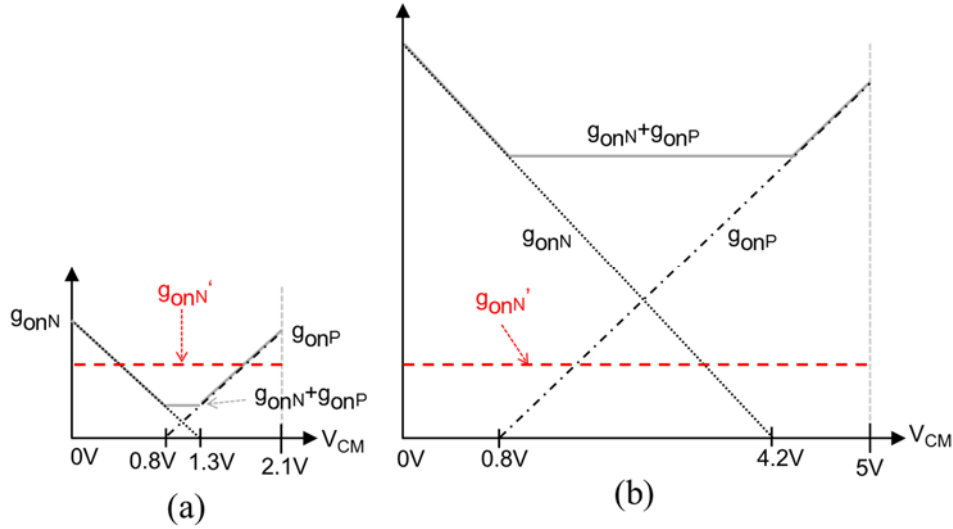 gonN
gonN'
gonP
gonN+gonP
0V
0.8V
1.3V
2.1V
VCM
(a)
gonN+gonP
gonN
gonP
gonN'
0V
0.8V
4.2V
5V
VCM
(b)